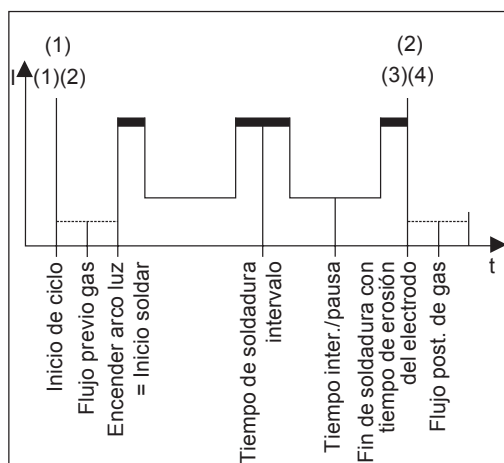 (1)
(2)
I
(1)(2)
(3)(4)
t
Inicio de ciclo
Flujo previo gas
Encender arco luz
= Inicio soldar
Tiempo de soldadura
intervalo
Tiempo inter./pausa
Fin de soldadura con
tiempo de erosión
del electrodo
Flujo post. de gas